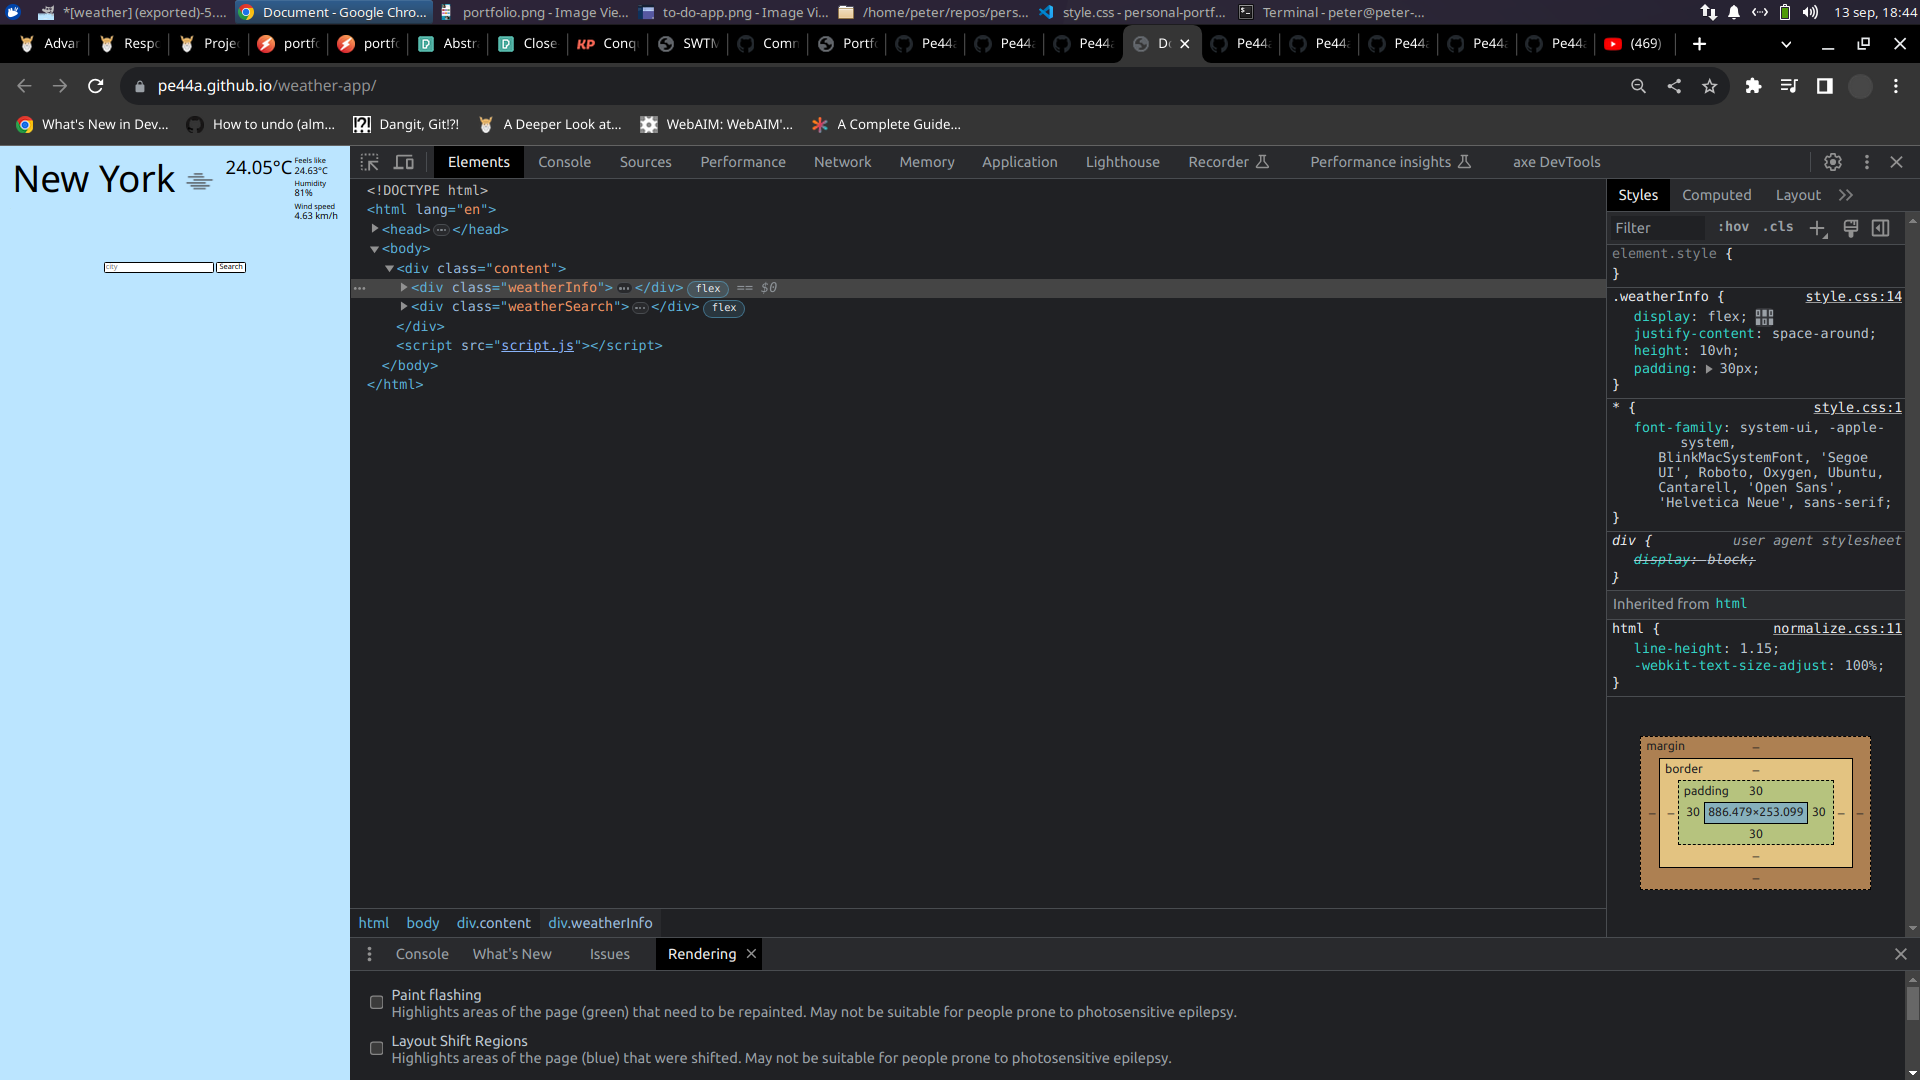 *[weather] (exported)-5.... Document - Google Chro... portfolio.png - Image Vie... to-do-app.png - Image Vi... /home/peter/repos/pers... style.css - personal-portf... Terminal - peter@peter-... 13 sep, 18:44
Advar Respo Projec portfo portfo Abstra Close Conqu SWTM Comm Portfo Pe44a Pe44a Pe44a Do Pe44a Pe44a Pe44a Pe44a Pe44a (469)
pe44a.github.io/weather-app/
What's New in Dev... How to undo (alm... Dangit, Git!?! A Deeper Look at... WebAIM: WebAIM'... A Complete Guide...
New York 24.05°C
Feels like
24.63°C
Humidity
81%
Wind speed
4.63 km/h
city Search
Elements Console Sources Performance Network Memory Application Lighthouse Recorder Performance insights axe DevTools
<!DOCTYPE html>
<html lang="en">
<head> ... </head>
<body>
<div class="content">
... <div class="weatherInfo"> ... </div> flex == $0
<div class="weatherSearch"> ... </div> flex
</div>
<script src="script.js"></script>
</body>
</html>
Styles Computed Layout
Filter :hov .cls
element.style {
}
.weatherInfo { style.css:14
display: flex;
justify-content: space-around;
height: 10vh;
padding: 30px;
}
* { style.css:1
font-family: system-ui, -apple-
system,
BlinkMacSystemFont, 'Segoe
UI', Roboto, Oxygen, Ubuntu,
Cantarell, 'Open Sans',
'Helvetica Neue', sans-serif;
}
div { user agent stylesheet
display: block;
}
Inherited from html
html { normalize.css:11
line-height: 1.15;
-webkit-text-size-adjust: 100%;
}
margin –
border –
padding 30
– – 30 886.479×253.099 30 – –
30
–
–
html body div.content div.weatherInfo
Console What's New Issues Rendering
Paint flashing
Highlights areas of the page (green) that need to be repainted. May not be suitable for people prone to photosensitive epilepsy.
Layout Shift Regions
Highlights areas of the page (blue) that were shifted. May not be suitable for people prone to photosensitive epilepsy.